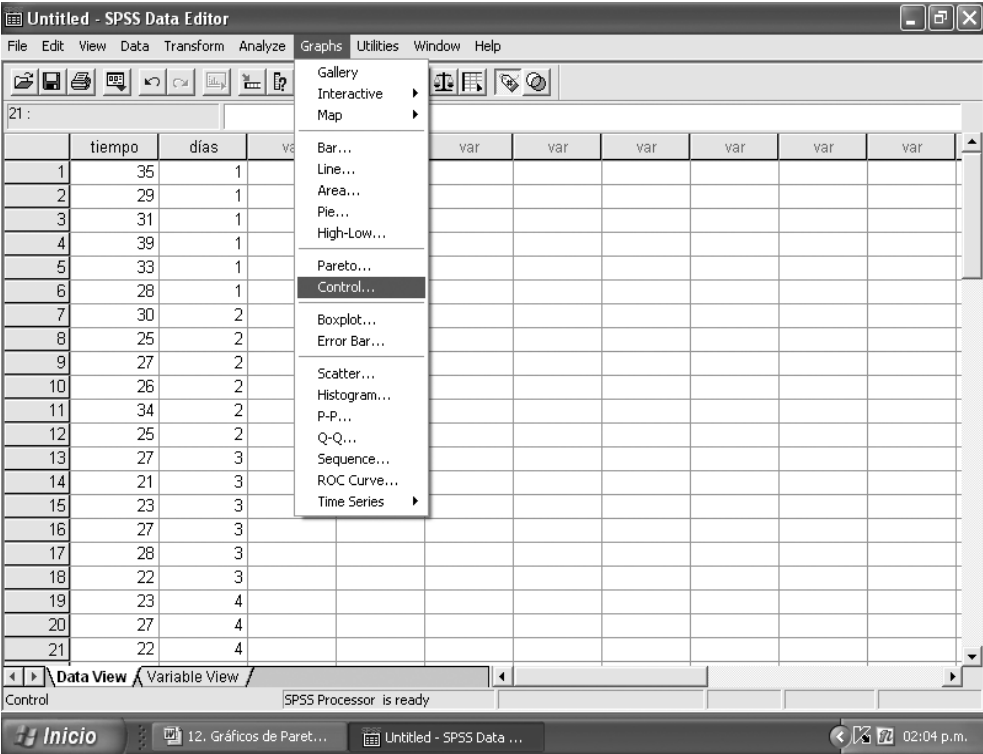 Untitled - SPSS Data Editor
File Edit View Data Transform Analyze Graphs Utilities Window Help
21 :
Gallery
Interactive
Map
Bar...
Line...
Area...
Pie...
High-Low...
Pareto...
Control...
Boxplot...
Error Bar...
Scatter...
Histogram...
P-P...
Q-Q...
Sequence...
ROC Curve...
Time Series
tiempo días var var var var var var
1 35 1
2 29 1
3 31 1
4 39 1
5 33 1
6 28 1
7 30 2
8 25 2
9 27 2
10 26 2
11 34 2
12 25 2
13 27 3
14 21 3
15 23 3
16 27 3
17 28 3
18 22 3
19 23 4
20 27 4
21 22 4
Data View Variable View
Control SPSS Processor is ready
Inicio 12. Gráficos de Paret... Untitled - SPSS Data ... 02:04 p.m.